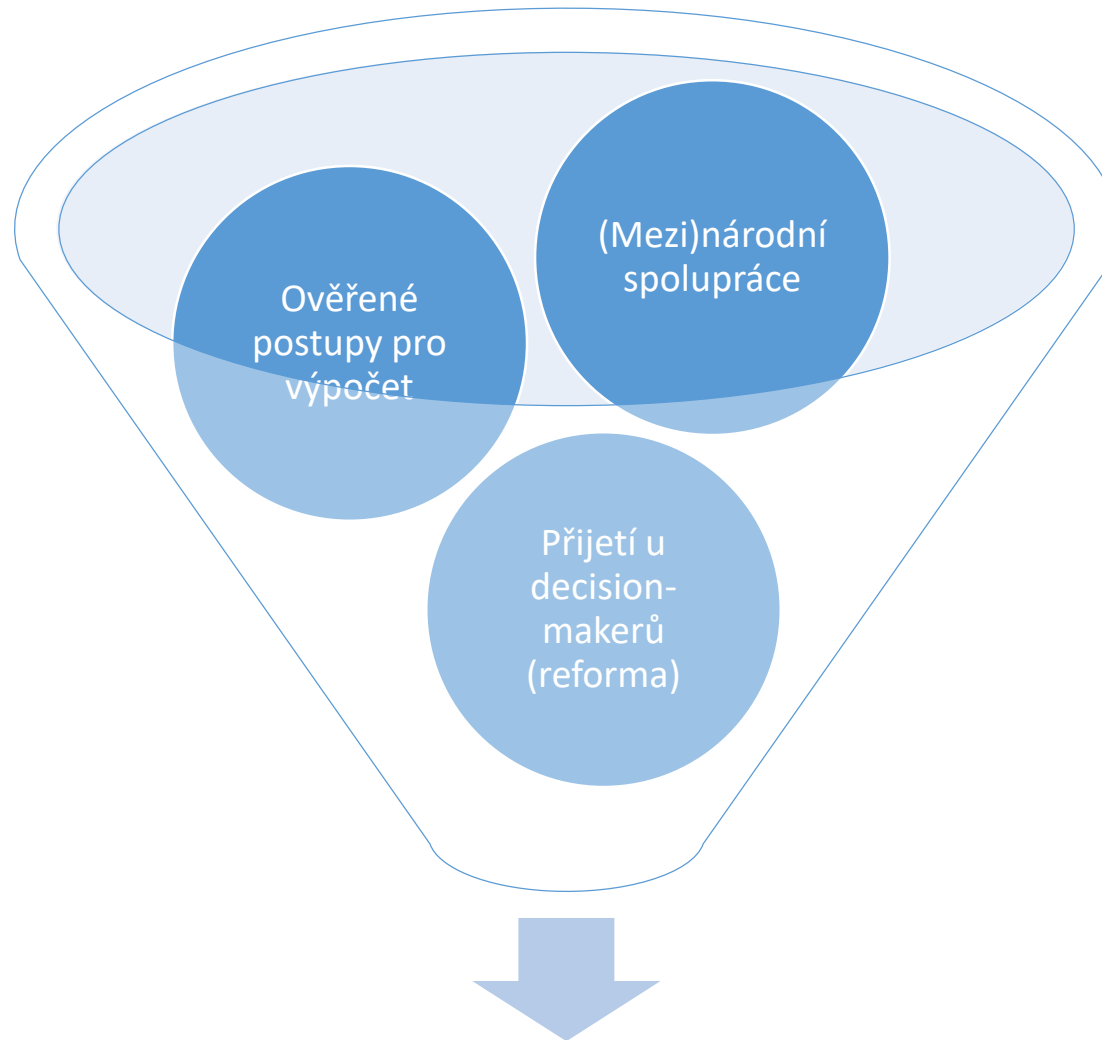 (Mezi)národní
spolupráce
Ověřené
postupy pro
výpočet
Přijetí u
decision-
makerů
(reforma)